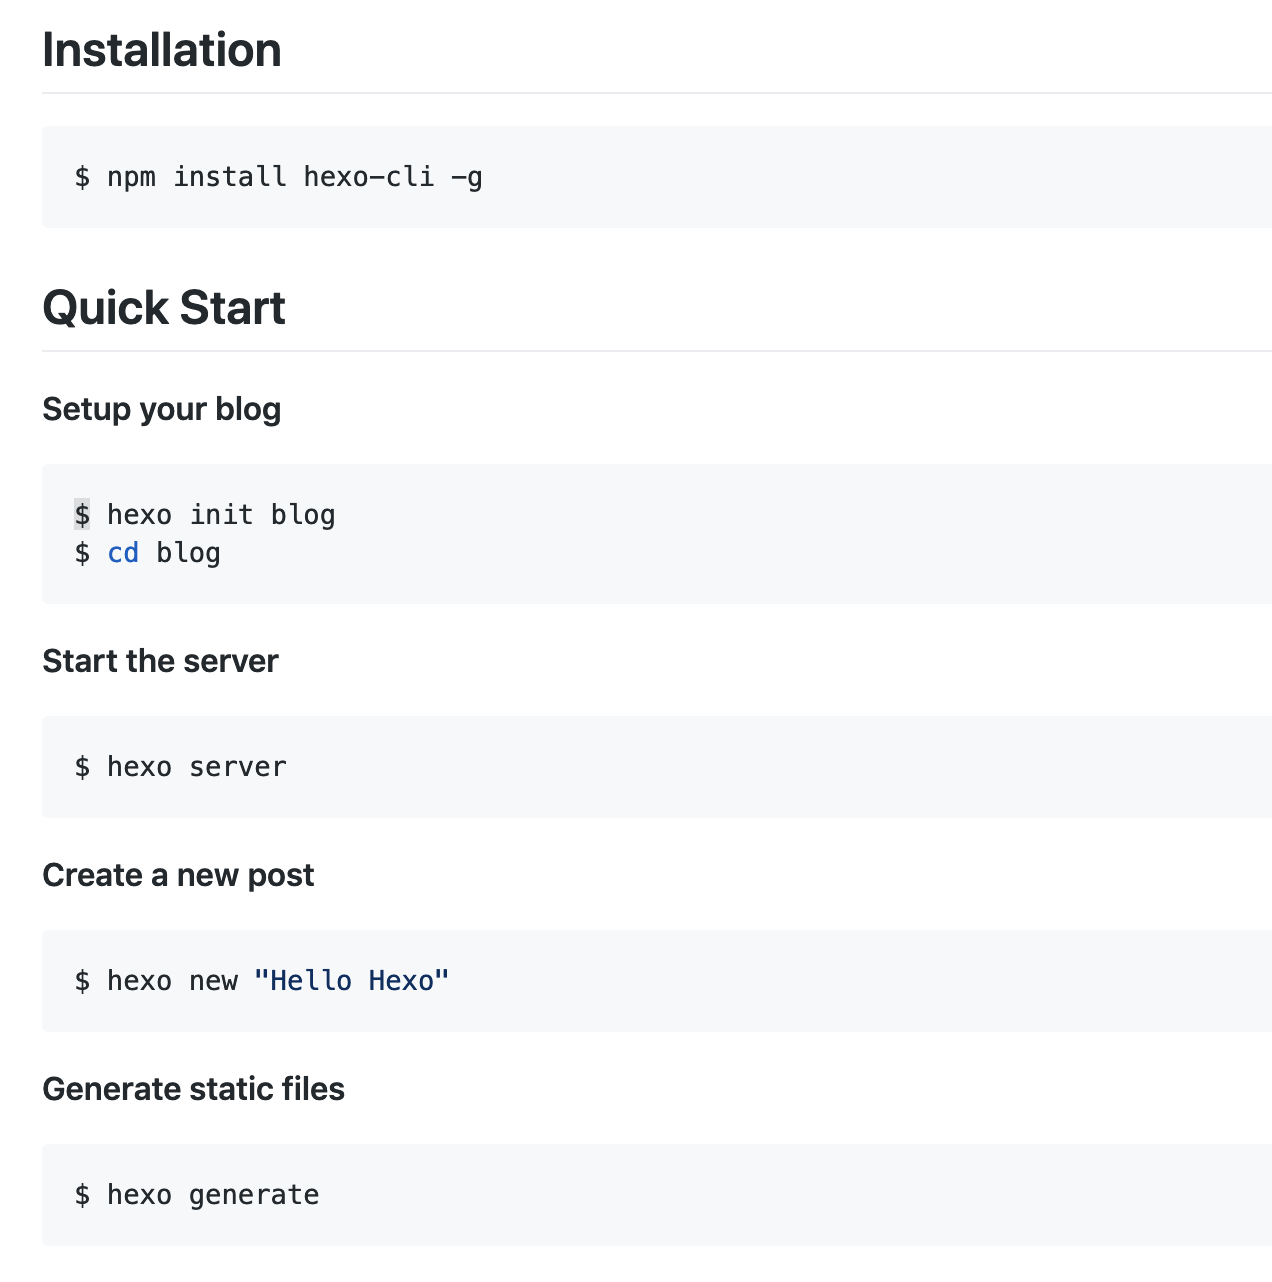 Installation
$ npm install hexo-cli -g
Quick Start
Setup your blog
$ hexo init blog
$ cd blog
Start the server
$ hexo server
Create a new post
$ hexo new "Hello Hexo"
Generate static files
$ hexo generate